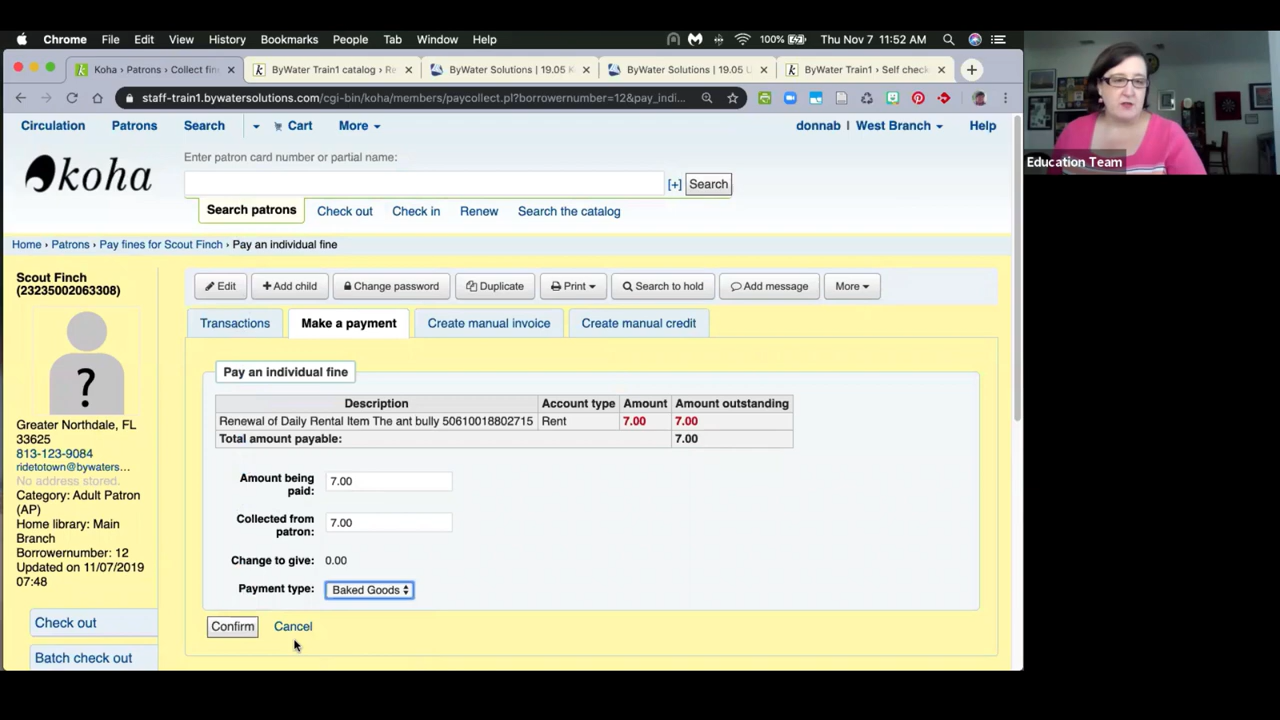 Chrome File Edit View History Bookmarks People Tab Window Help 100% Thu Nov 7 11:52 AM
Koha › Patrons › Collect fin ByWater Train1 catalog › Re ByWater Solutions | 19.05 K ByWater Solutions | 19.05 U ByWater Train1 › Self check
staff-train1.bywatersolutions.com/cgi-bin/koha/members/paycollect.pl?borrowernumber=12&pay_indi...
Circulation Patrons Search Cart More donnab | West Branch Help
koha
Enter patron card number or partial name:
[+] Search
Search patrons Check out Check in Renew Search the catalog
Home › Patrons › Pay fines for Scout Finch › Pay an individual fine
Scout Finch
(23235002063308)
?
Greater Northdale, FL
33625
813-123-9084
ridetotown@bywaters...
No address stored.
Category: Adult Patron
(AP)
Home library: Main
Branch
Borrowernumber: 12
Updated on 11/07/2019
07:48
Check out
Batch check out
Edit + Add child Change password Duplicate Print Search to hold Add message More
Transactions Make a payment Create manual invoice Create manual credit
Pay an individual fine
Description Account type Amount Amount outstanding
Renewal of Daily Rental Item The ant bully 50610018802715 Rent 7.00 7.00
Total amount payable: 7.00
Amount being
paid: 7.00
Collected from
patron: 7.00
Change to give: 0.00
Payment type: Baked Goods
Confirm Cancel
Education Team